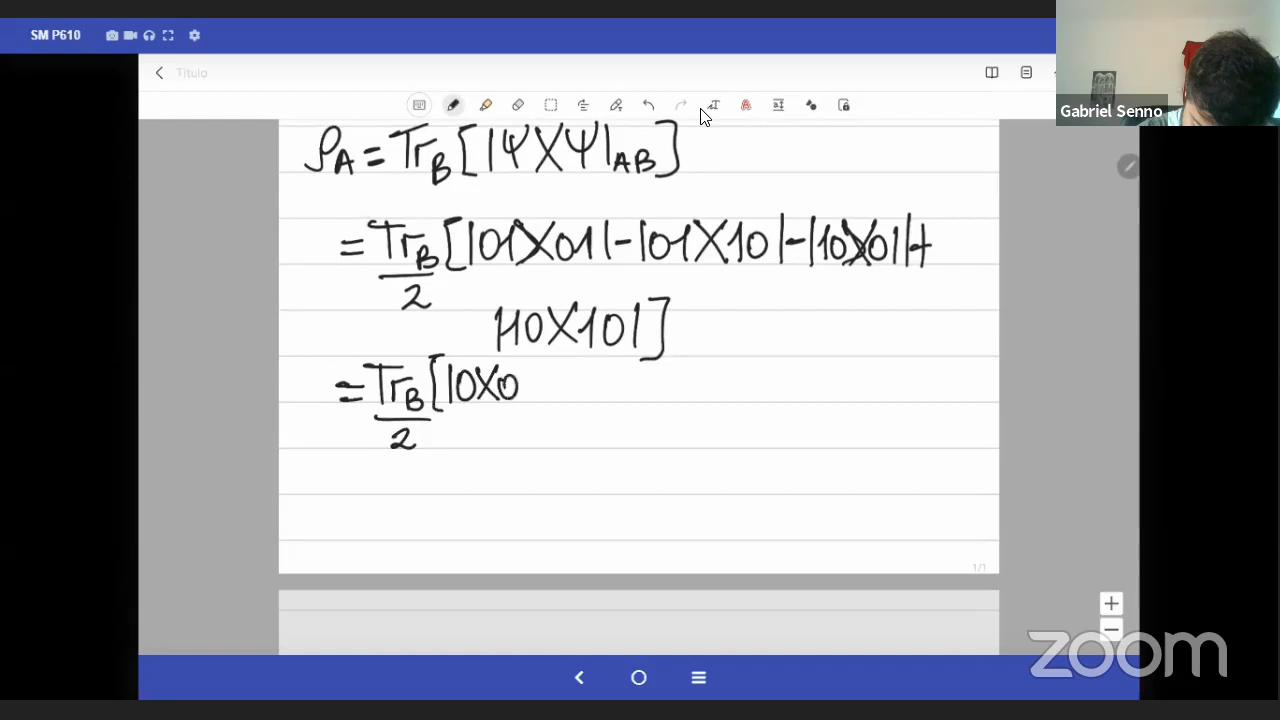 SM P610
Título
Gabriel Senno
ρ_A = Tr_B [|Ψ⟩⟨Ψ|_AB]
= Tr_B/2 [|01⟩⟨01| - |01⟩⟨10| - |10⟩⟨01| +
|10⟩⟨10|]
= Tr_B/2 [|0⟩⟨0
1/1
zoom